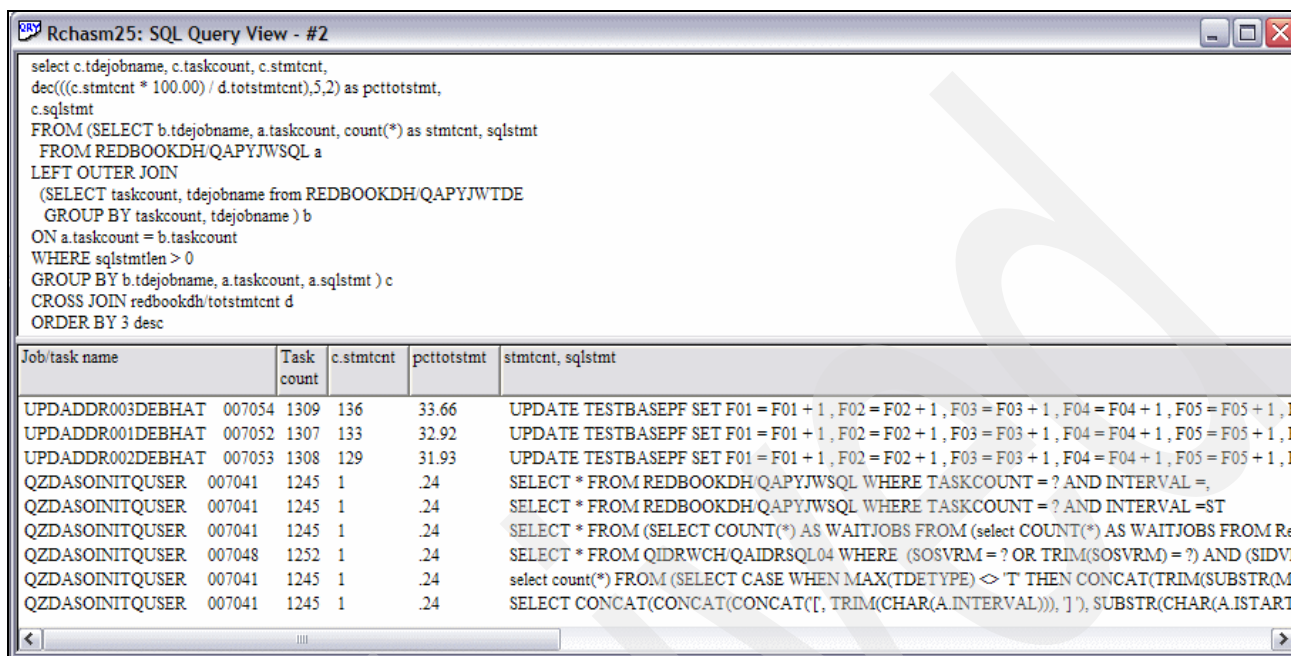 QRY Rchasm25: SQL Query View - #2
select c.tdejobname, c.taskcount, c.stmtcnt,
dec(((c.stmtcnt * 100.00) / d.totstmtcnt),5,2) as pcttotstmt,
c.sqlstmt
FROM (SELECT b.tdejobname, a.taskcount, count(*) as stmtcnt, sqlstmt
FROM REDBOOKDH/QAPYJWSQL a
LEFT OUTER JOIN
(SELECT taskcount, tdejobname from REDBOOKDH/QAPYJWTDE
GROUP BY taskcount, tdejobname ) b
ON a.taskcount = b.taskcount
WHERE sqlstmtlen > 0
GROUP BY b.tdejobname, a.taskcount, a.sqlstmt ) c
CROSS JOIN redbookdh/totstmtcnt d
ORDER BY 3 desc
Job/task name Task count c.stmtcnt pcttotstmt stmtcnt, sqlstmt
UPDADDR003DEBHAT 007054 1309 136 33.66 UPDATE TESTBASEPF SET F01 = F01 + 1 , F02 = F02 + 1 , F03 = F03 + 1 , F04 = F04 + 1 , F05 = F05 + 1 ,
UPDADDR001DEBHAT 007052 1307 133 32.92 UPDATE TESTBASEPF SET F01 = F01 + 1 , F02 = F02 + 1 , F03 = F03 + 1 , F04 = F04 + 1 , F05 = F05 + 1 ,
UPDADDR002DEBHAT 007053 1308 129 31.93 UPDATE TESTBASEPF SET F01 = F01 + 1 , F02 = F02 + 1 , F03 = F03 + 1 , F04 = F04 + 1 , F05 = F05 + 1 ,
QZDASOINITQUSER 007041 1245 1 .24 SELECT * FROM REDBOOKDH/QAPYJWSQL WHERE TASKCOUNT = ? AND INTERVAL =,
QZDASOINITQUSER 007041 1245 1 .24 SELECT * FROM REDBOOKDH/QAPYJWSQL WHERE TASKCOUNT = ? AND INTERVAL =ST
QZDASOINITQUSER 007041 1245 1 .24 SELECT * FROM (SELECT COUNT(*) AS WAITJOBS FROM (select COUNT(*) AS WAITJOBS FROM Re
QZDASOINITQUSER 007048 1252 1 .24 SELECT * FROM QIDRWCH/QAIDRSQL04 WHERE (SOSVRM = ? OR TRIM(SOSVRM) = ?) AND (SIDV
QZDASOINITQUSER 007041 1245 1 .24 select count(*) FROM (SELECT CASE WHEN MAX(TDETYPE) <> 'T' THEN CONCAT(TRIM(SUBSTR(M
QZDASOINITQUSER 007041 1245 1 .24 SELECT CONCAT(CONCAT(CONCAT('[', TRIM(CHAR(A.INTERVAL))), '] '), SUBSTR(CHAR(A.ISTART